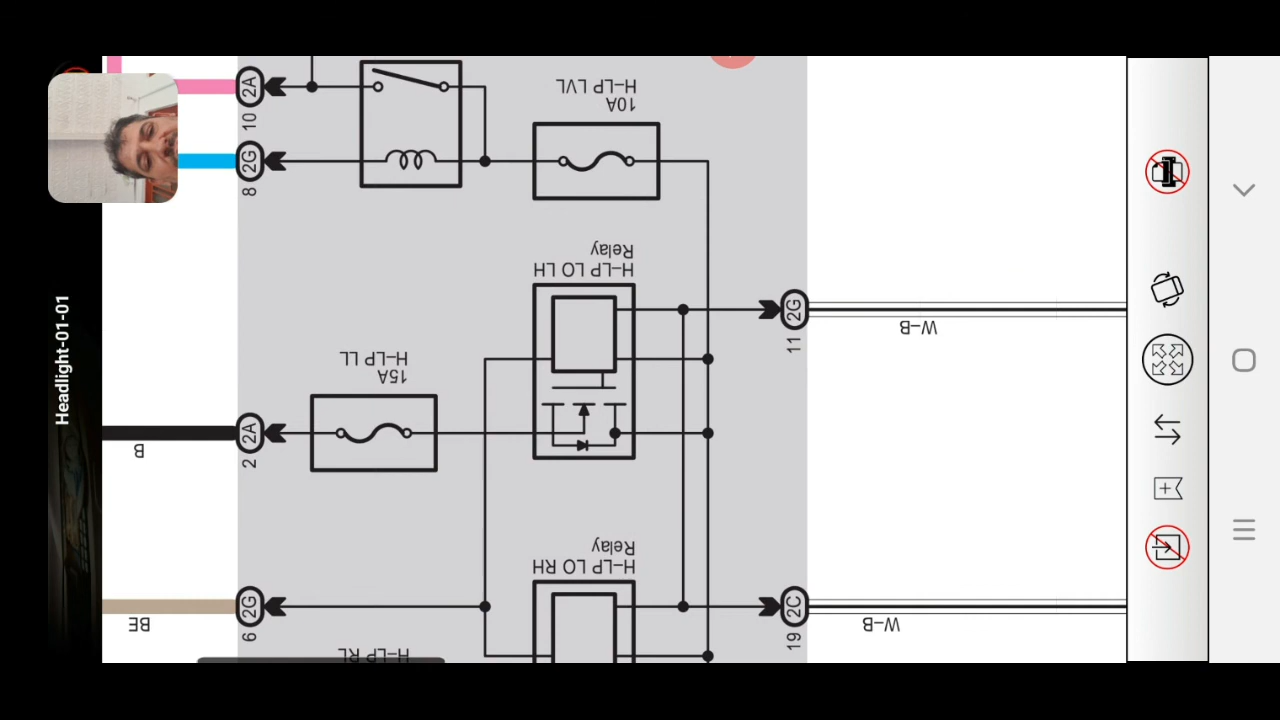 Headlight-01-01
2A
10
2G
8
10A
H-LP LVL
H-LP LO LH
Relay
2G
11
W-B
15A
H-LP LL
B
2A
2
H-LP LO RH
Relay
BE
2G
6
2C
19
W-B
H-LP RL